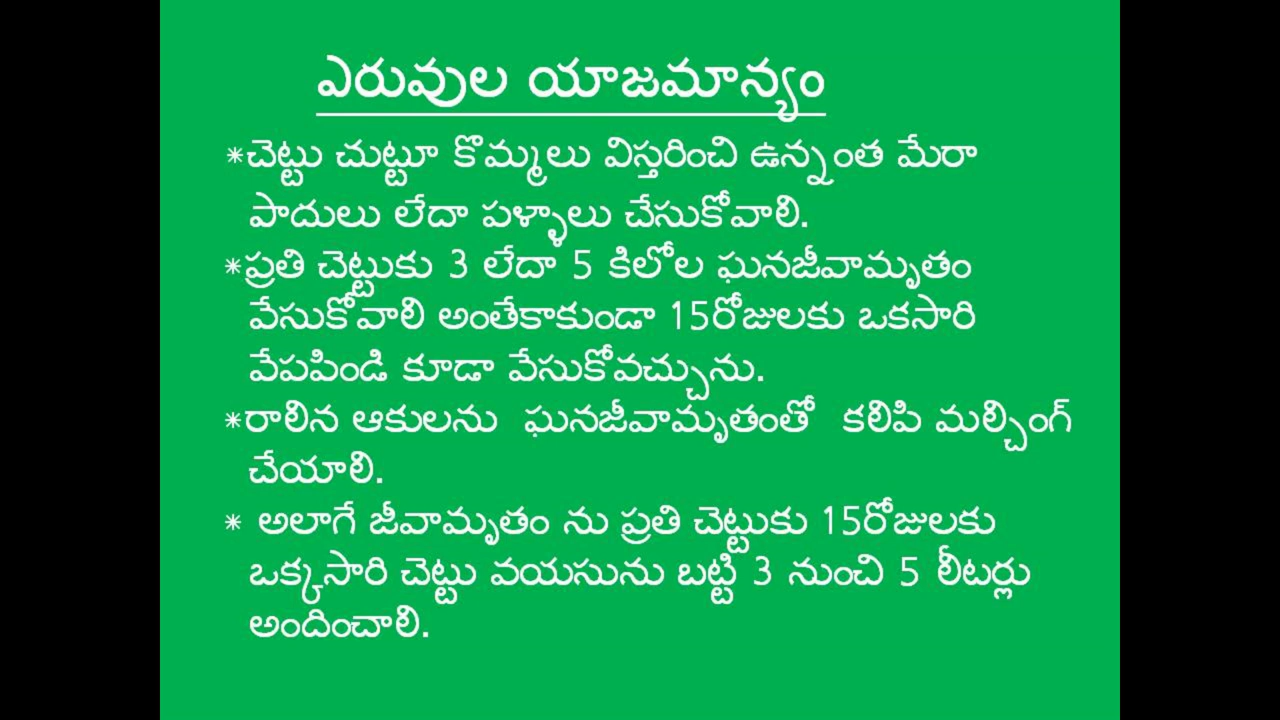 ఎరువుల యాజమాన్యం
*చెట్టు చుట్టూ కొమ్మలు విస్తరించి ఉన్నంత మేరా
పాదులు లేదా పళ్ళాలు చేసుకోవాలి.
*ప్రతి చెట్టుకు 3 లేదా 5 కిలోల ఘనజీవామృతం
వేసుకోవాలి అంతేకాకుండా 15రోజులకు ఒకసారి
వేపపిండి కూడా వేసుకోవచ్చును.
*రాలిన ఆకులను ఘనజీవామృతంతో కలిపి మల్చింగ్
చేయాలి.
* అలాగే జీవామృతం ను ప్రతి చెట్టుకు 15రోజులకు
ఒక్కసారి చెట్టు వయసును బట్టి 3 నుంచి 5 లీటర్లు
అందించాలి.